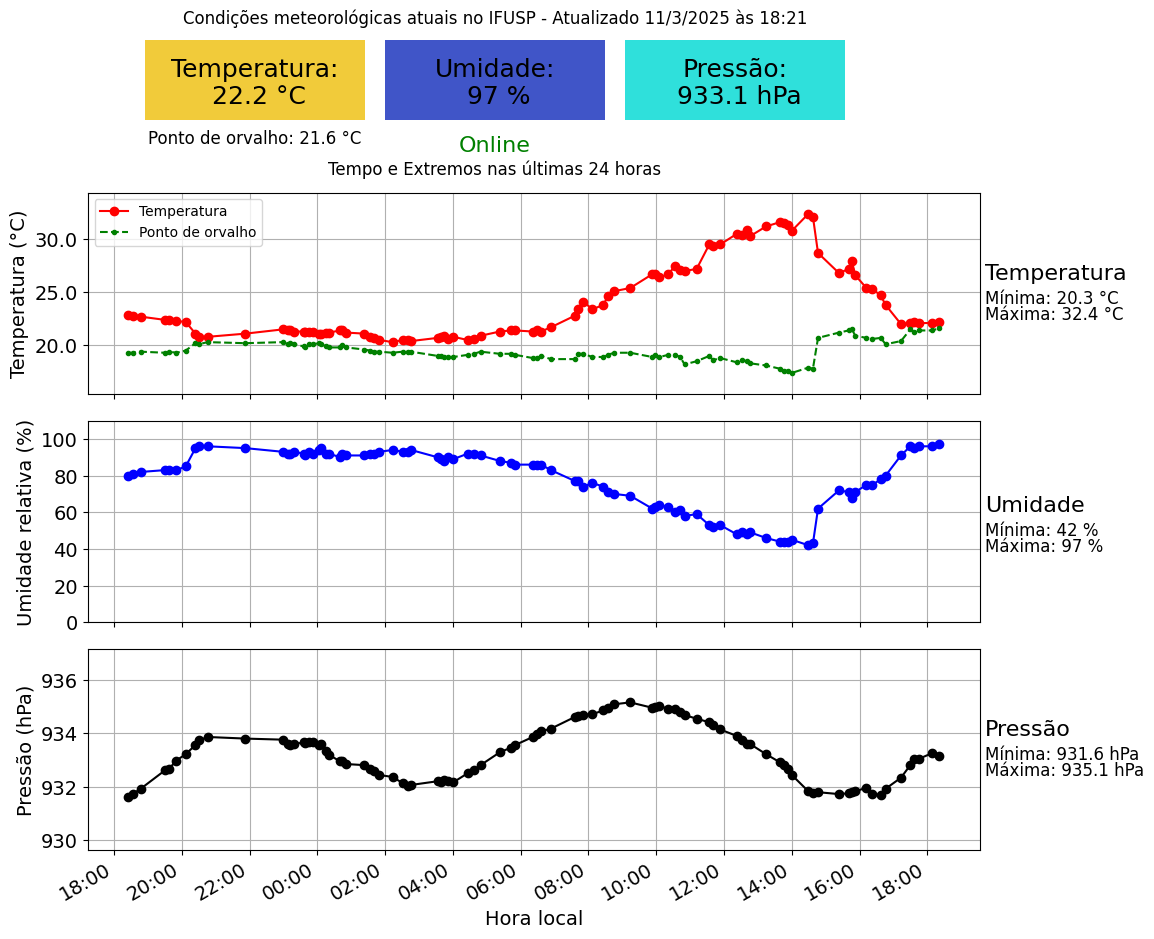 Condições meteorológicas atuais no IFUSP - Atualizado 11/3/2025 às 18:21
Temperatura:
22.2 °C
Umidade:
97 %
Pressão:
933.1 hPa
Ponto de orvalho: 21.6 °C
Online
Tempo e Extremos nas últimas 24 horas
Temperatura (°C)
30.0
25.0
20.0
Temperatura
Ponto de orvalho
Temperatura
Mínima: 20.3 °C
Máxima: 32.4 °C
Umidade relativa (%)
100
80
60
40
20
0
Umidade
Mínima: 42 %
Máxima: 97 %
Pressão (hPa)
936
934
932
930
Pressão
Mínima: 931.6 hPa
Máxima: 935.1 hPa
18:00 20:00 22:00 00:00 02:00 04:00 06:00 08:00 10:00 12:00 14:00 16:00 18:00
Hora local